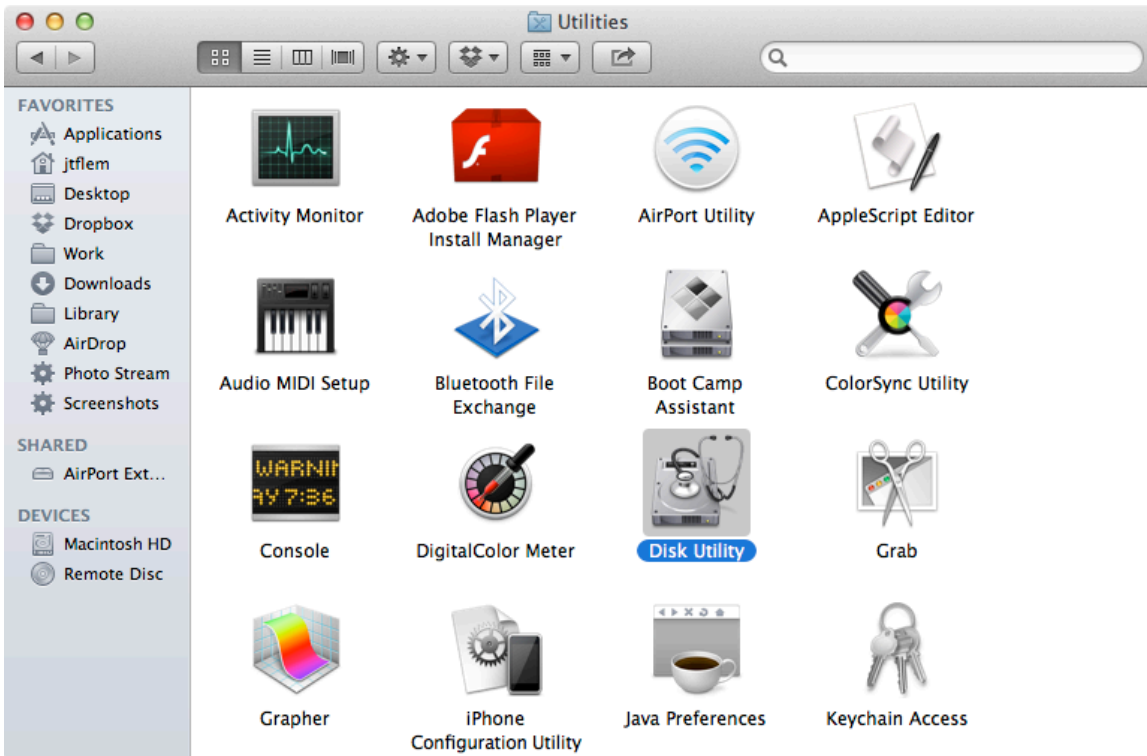 Utilities
FAVORITES
Applications
jtflem
Desktop
Dropbox
Work
Downloads
Library
AirDrop
Photo Stream
Screenshots
SHARED
AirPort Ext...
DEVICES
Macintosh HD
Remote Disc
Activity Monitor
Adobe Flash Player
Install Manager
AirPort Utility
AppleScript Editor
Audio MIDI Setup
Bluetooth File
Exchange
Boot Camp
Assistant
ColorSync Utility
WARNIN
AY 7:36
Console
DigitalColor Meter
Disk Utility
Grab
Grapher
iPhone
Configuration Utility
Java Preferences
Keychain Access